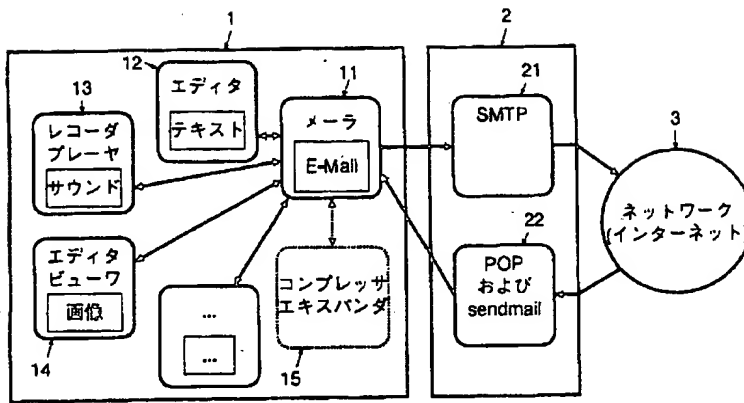 1
2
12
エディタ
テキスト
13
レコーダ
プレーヤ
サウンド
11
メーラ
E-Mail
21
SMTP
3
ネットワーク
(インターネット)
エディタ
ビューワ
画像
14
...
...
コンプレッサ
エキスパンダ
15
22
POP
および
sendmail